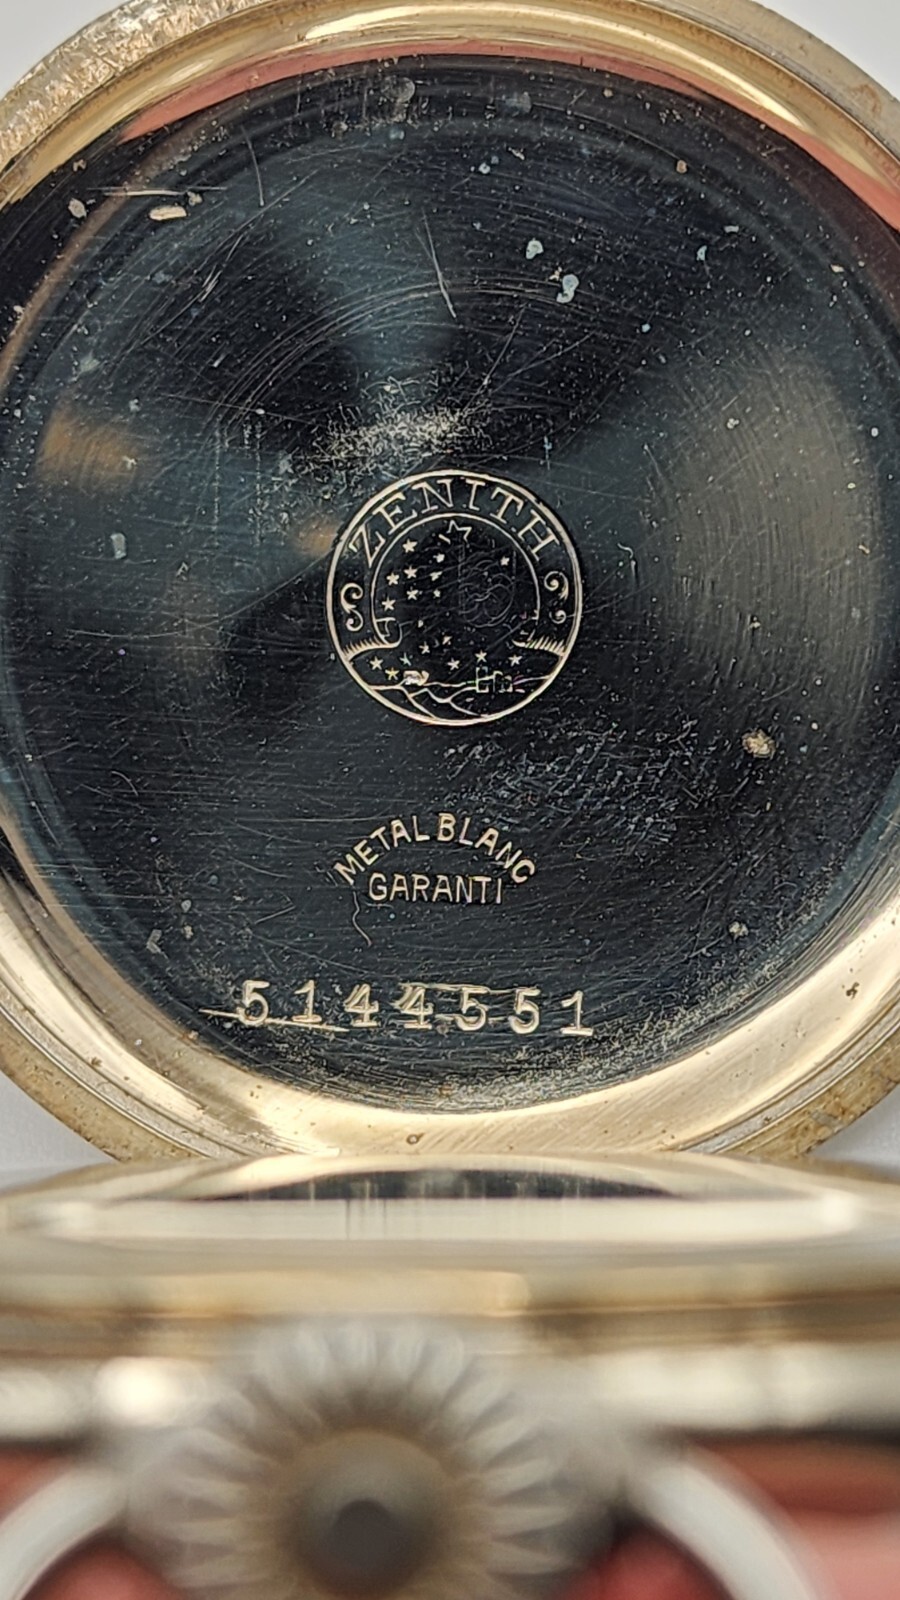 ZENITH
METAL BLANC
GARANTI
5144551